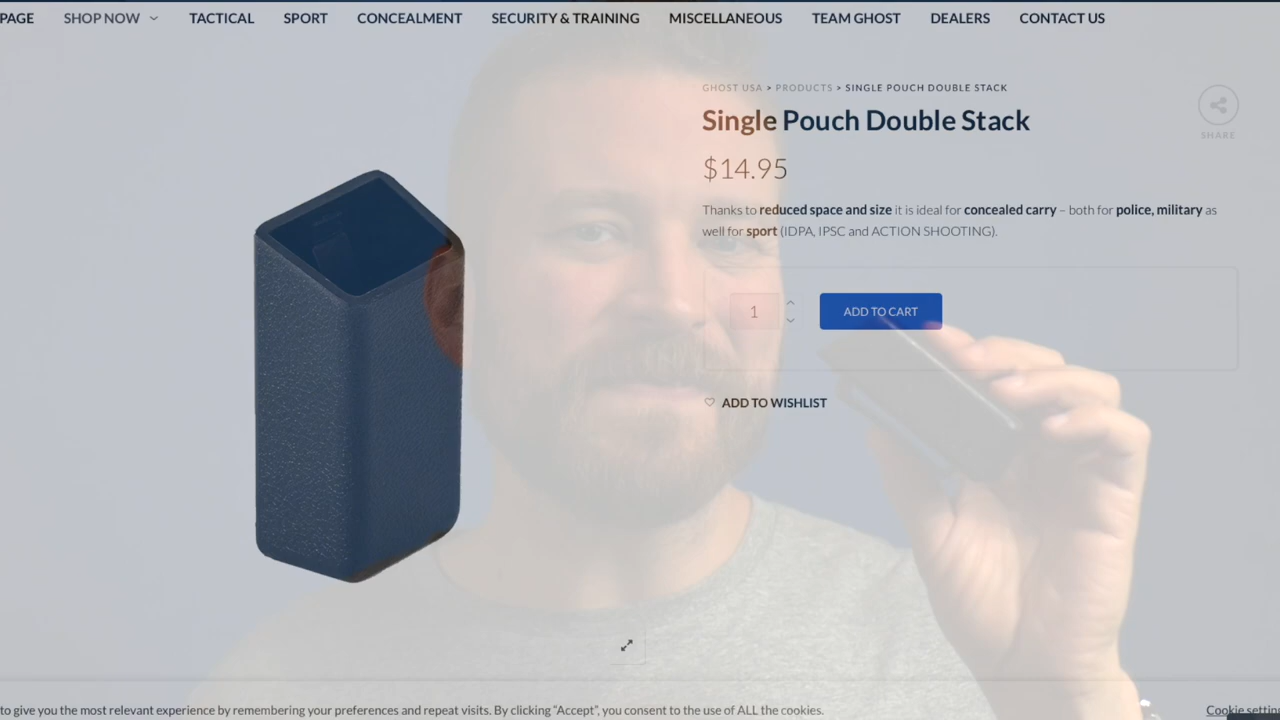 PAGE SHOP NOW TACTICAL SPORT CONCEALMENT SECURITY & TRAINING MISCELLANEOUS TEAM GHOST DEALERS CONTACT US
GHOST USA > PRODUCTS > SINGLE POUCH DOUBLE STACK
Single Pouch Double Stack
SHARE
$14.95
Thanks to reduced space and size it is ideal for concealed carry – both for police, military as
well for sport (IDPA, IPSC and ACTION SHOOTING).
1
ADD TO CART
ADD TO WISHLIST
to give you the most relevant experience by remembering your preferences and repeat visits. By clicking “Accept”, you consent to the use of ALL the cookies.
Cookie settin